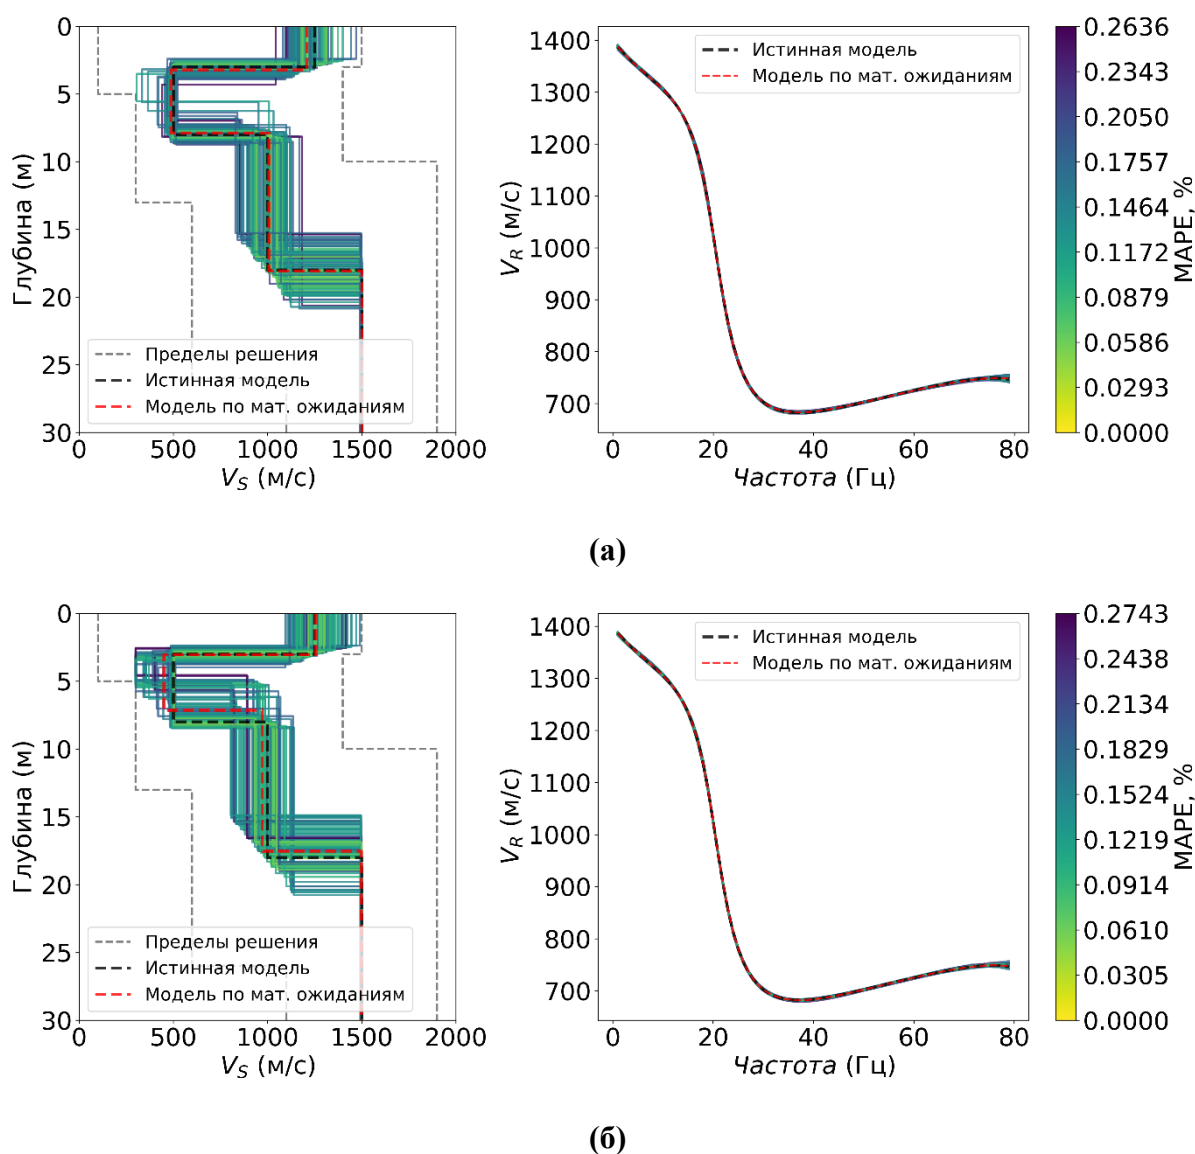 0
5
10
15
20
25
30
Глубина (м)
Пределы решения
Истинная модель
Модель по мат. ожиданиям
0 500 1000 1500 2000
V_S (м/с)
1400
1300
1200
1100
1000
900
800
700
V_R (м/с)
Истинная модель
Модель по мат. ожиданиям
0 20 40 60 80
Частота (Гц)
0.2636
0.2343
0.2050
0.1757
0.1464
0.1172
0.0879
0.0586
0.0293
0.0000
MAPE, %
(а)
0
5
10
15
20
25
30
Глубина (м)
Пределы решения
Истинная модель
Модель по мат. ожиданиям
0 500 1000 1500 2000
V_S (м/с)
1400
1300
1200
1100
1000
900
800
700
V_R (м/с)
Истинная модель
Модель по мат. ожиданиям
0 20 40 60 80
Частота (Гц)
0.2743
0.2438
0.2134
0.1829
0.1524
0.1219
0.0914
0.0610
0.0305
0.0000
MAPE, %
(б)